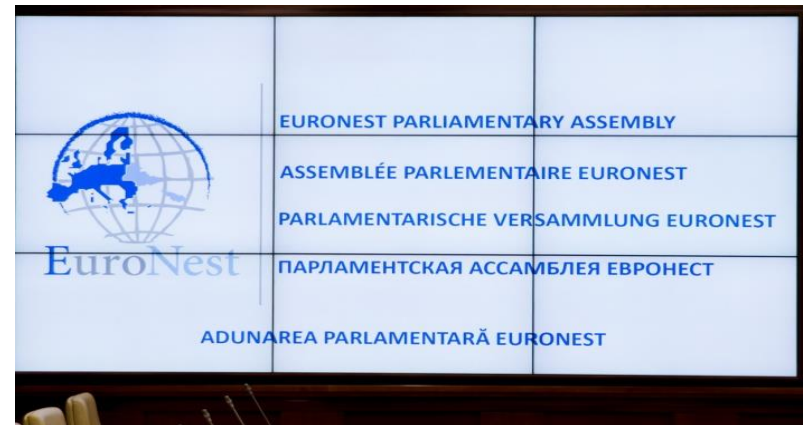 EURONEST PARLIAMENTARY ASSEMBLY
ASSEMBLÉE PARLEMENTAIRE EURONEST
PARLAMENTARISCHE VERSAMMLUNG EURONEST
EuroNest
ПАРЛАМЕНТСКАЯ АССАМБЛЕЯ ЕВРОНЕСТ
ADUNAREA PARLAMENTARĂ EURONEST